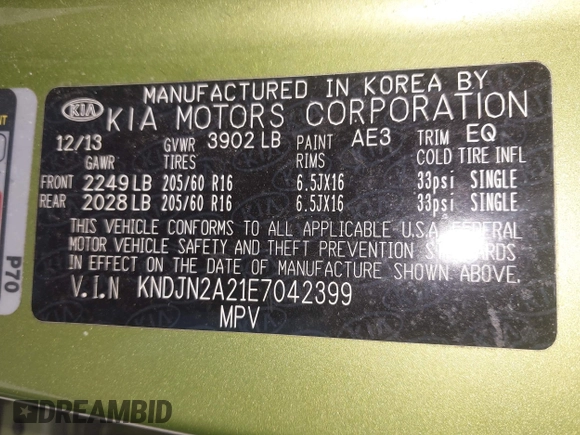 MANUFACTURED IN KOREA BY
KIA KIA MOTORS CORPORATION
12/13 GVWR 3902 LB PAINT AE3 TRIM EQ
GAWR TIRES RIMS COLD TIRE INFL
FRONT 2249 LB 205/60 R16 6.5JX16 33psi SINGLE
REAR 2028 LB 205/60 R16 6.5JX16 33psi SINGLE
THIS VEHICLE CONFORMS TO ALL APPLICABLE U.S.A. FEDERAL
MOTOR VEHICLE SAFETY AND THEFT PREVENTION STANDARDS
IN EFFECT ON THE DATE OF MANUFACTURE SHOWN ABOVE.
V.I.N KNDJN2A21E7042399
MPV
P70
DREAMBID